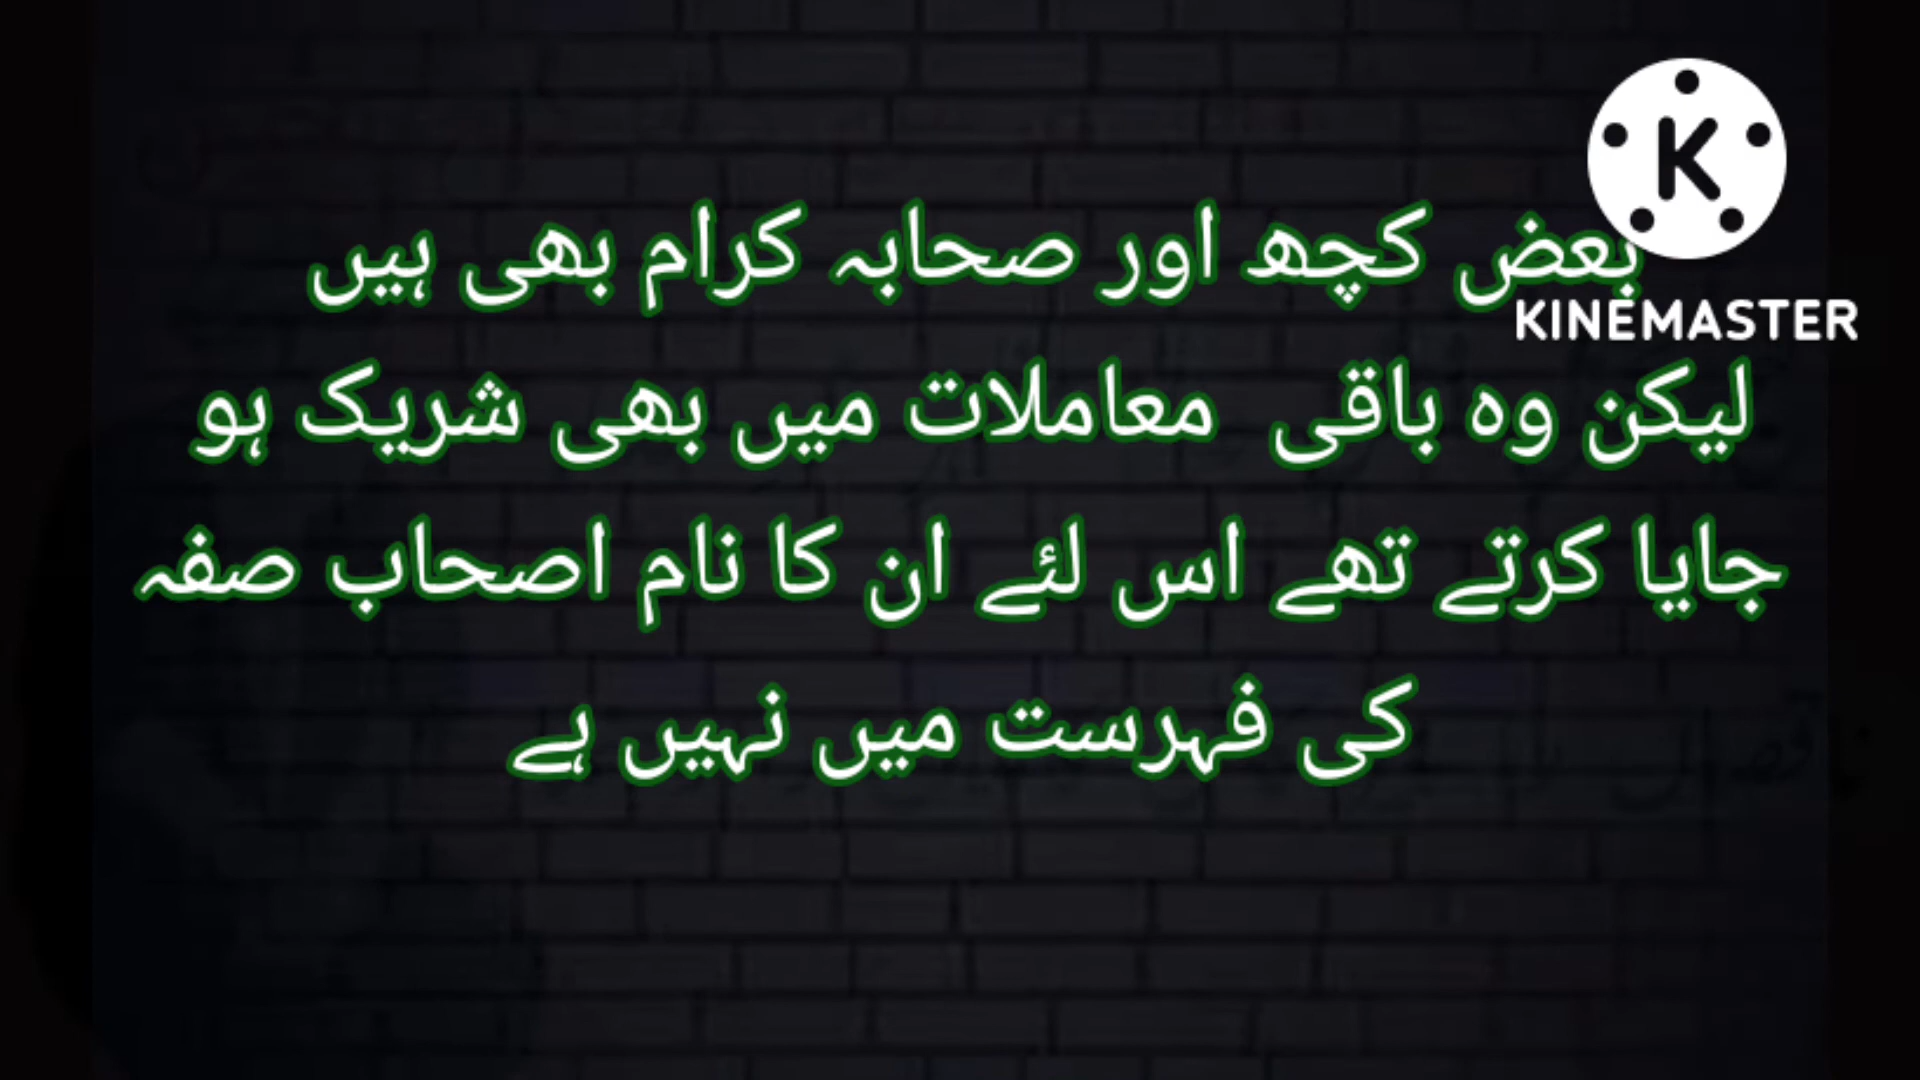 بعض کچھ اور صحابہ کرام بھی ہیں
KINEMASTER
لیکن وہ باقی معاملات میں بھی شریک ہو
جایا کرتے تھے اس لئے ان کا نام اصحاب صفہ
کی فہرست میں نہیں ہے